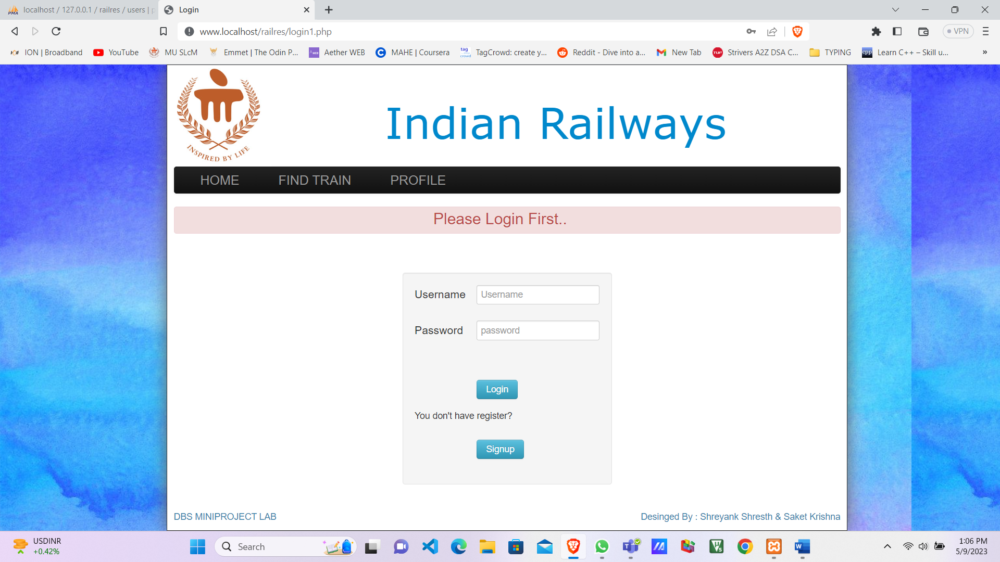 localhost / 127.0.0.1 / railres / users | p
Login
www.localhost/railres/login1.php
VPN
ION | Broadband
YouTube
MU SLcM
Emmet | The Odin P...
Aether WEB
MAHE | Coursera
TagCrowd: create y...
Reddit - Dive into a...
New Tab
Strivers A2Z DSA C...
TYPING
Learn C++ – Skill u...
»
INSPIRED BY LIFE
Indian Railways
HOME FIND TRAIN PROFILE
Please Login First..
Username Username
Password password
Login
You don't have register?
Signup
DBS MINIPROJECT LAB
Desinged By : Shreyank Shresth & Saket Krishna
USDINR
+0.42%
Search
1:06 PM
5/9/2023